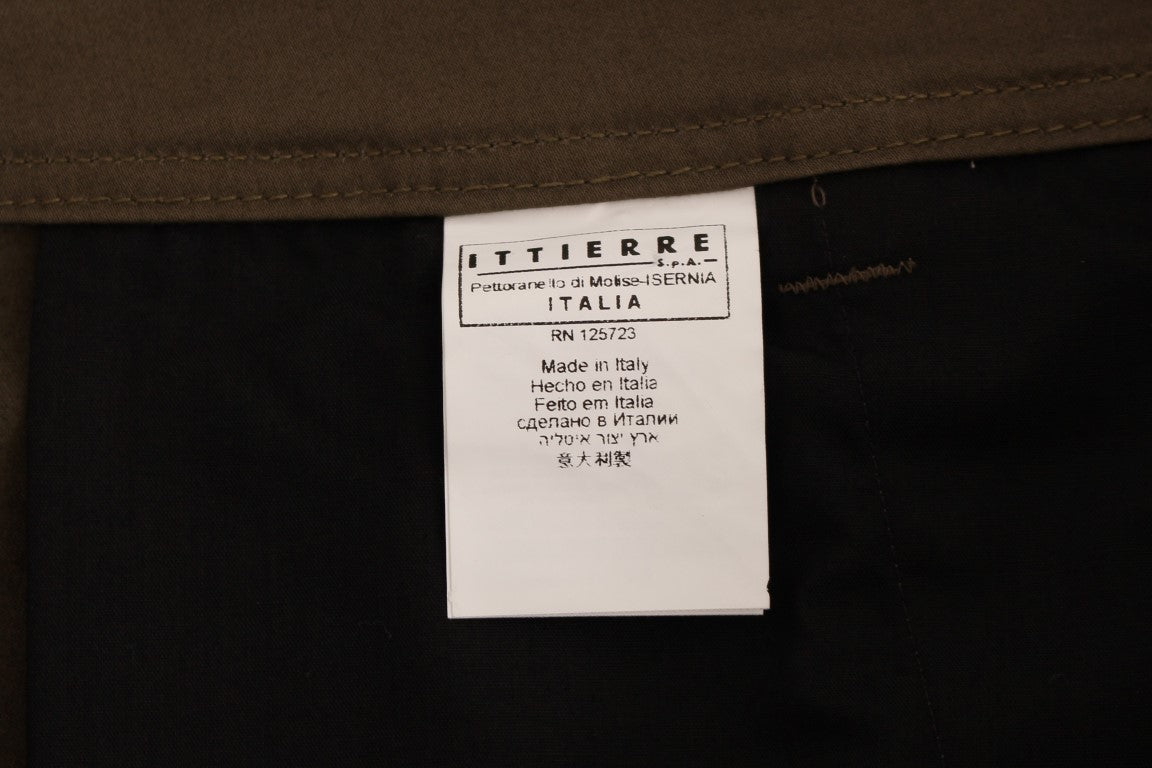 ITTIERRE
S.p.A.
Pettoranello di Molise-ISERNIA
ITALIA
RN 125723
Made in Italy
Hecho en Italia
Feito em Italia
сделано в Италии
ארץ יצור איטליה
意大利製